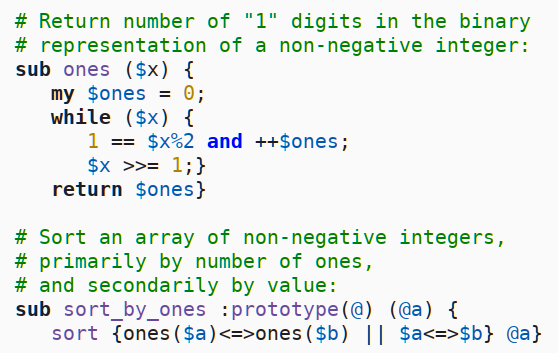 # Return number of "1" digits in the binary
# representation of a non-negative integer:
sub ones ($x) {
   my $ones = 0;
   while ($x) {
      1 == $x%2 and ++$ones;
      $x >>= 1;}
   return $ones}

# Sort an array of non-negative integers,
# primarily by number of ones,
# and secondarily by value:
sub sort_by_ones :prototype(@) (@a) {
   sort {ones($a)<=>ones($b) || $a<=>$b} @a}